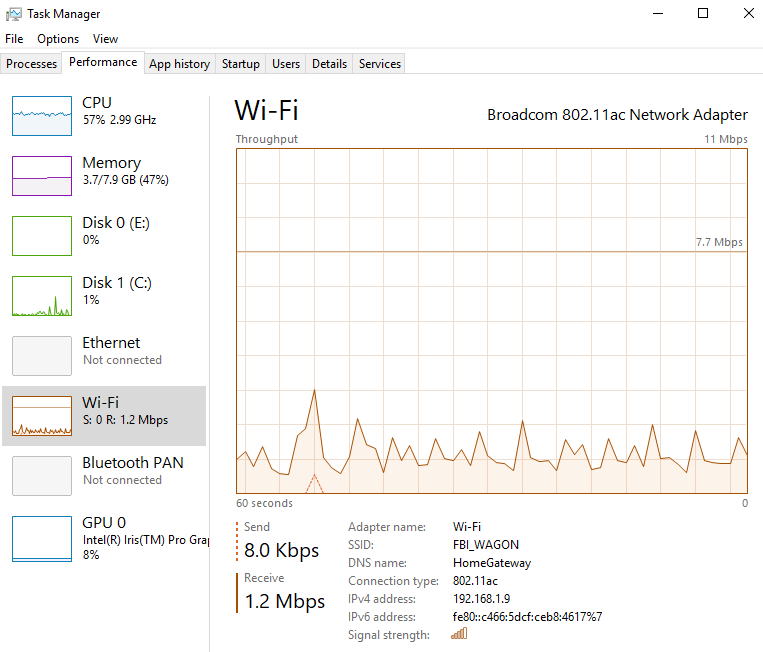 Task Manager
File Options View
Processes Performance App history Startup Users Details Services
CPU
57% 2.99 GHz
Memory
3.7/7.9 GB (47%)
Disk 0 (E:)
0%
Disk 1 (C:)
1%
Ethernet
Not connected
Wi-Fi
S: 0 R: 1.2 Mbps
Bluetooth PAN
Not connected
GPU 0
Intel(R) Iris(TM) Pro Grap
8%
Wi-Fi
Broadcom 802.11ac Network Adapter
Throughput
11 Mbps
7.7 Mbps
60 seconds
0
Send
8.0 Kbps
Receive
1.2 Mbps
Adapter name: Wi-Fi
SSID: FBI_WAGON
DNS name: HomeGateway
Connection type: 802.11ac
IPv4 address: 192.168.1.9
IPv6 address: fe80::c466:5dcf:ceb8:4617%7
Signal strength: